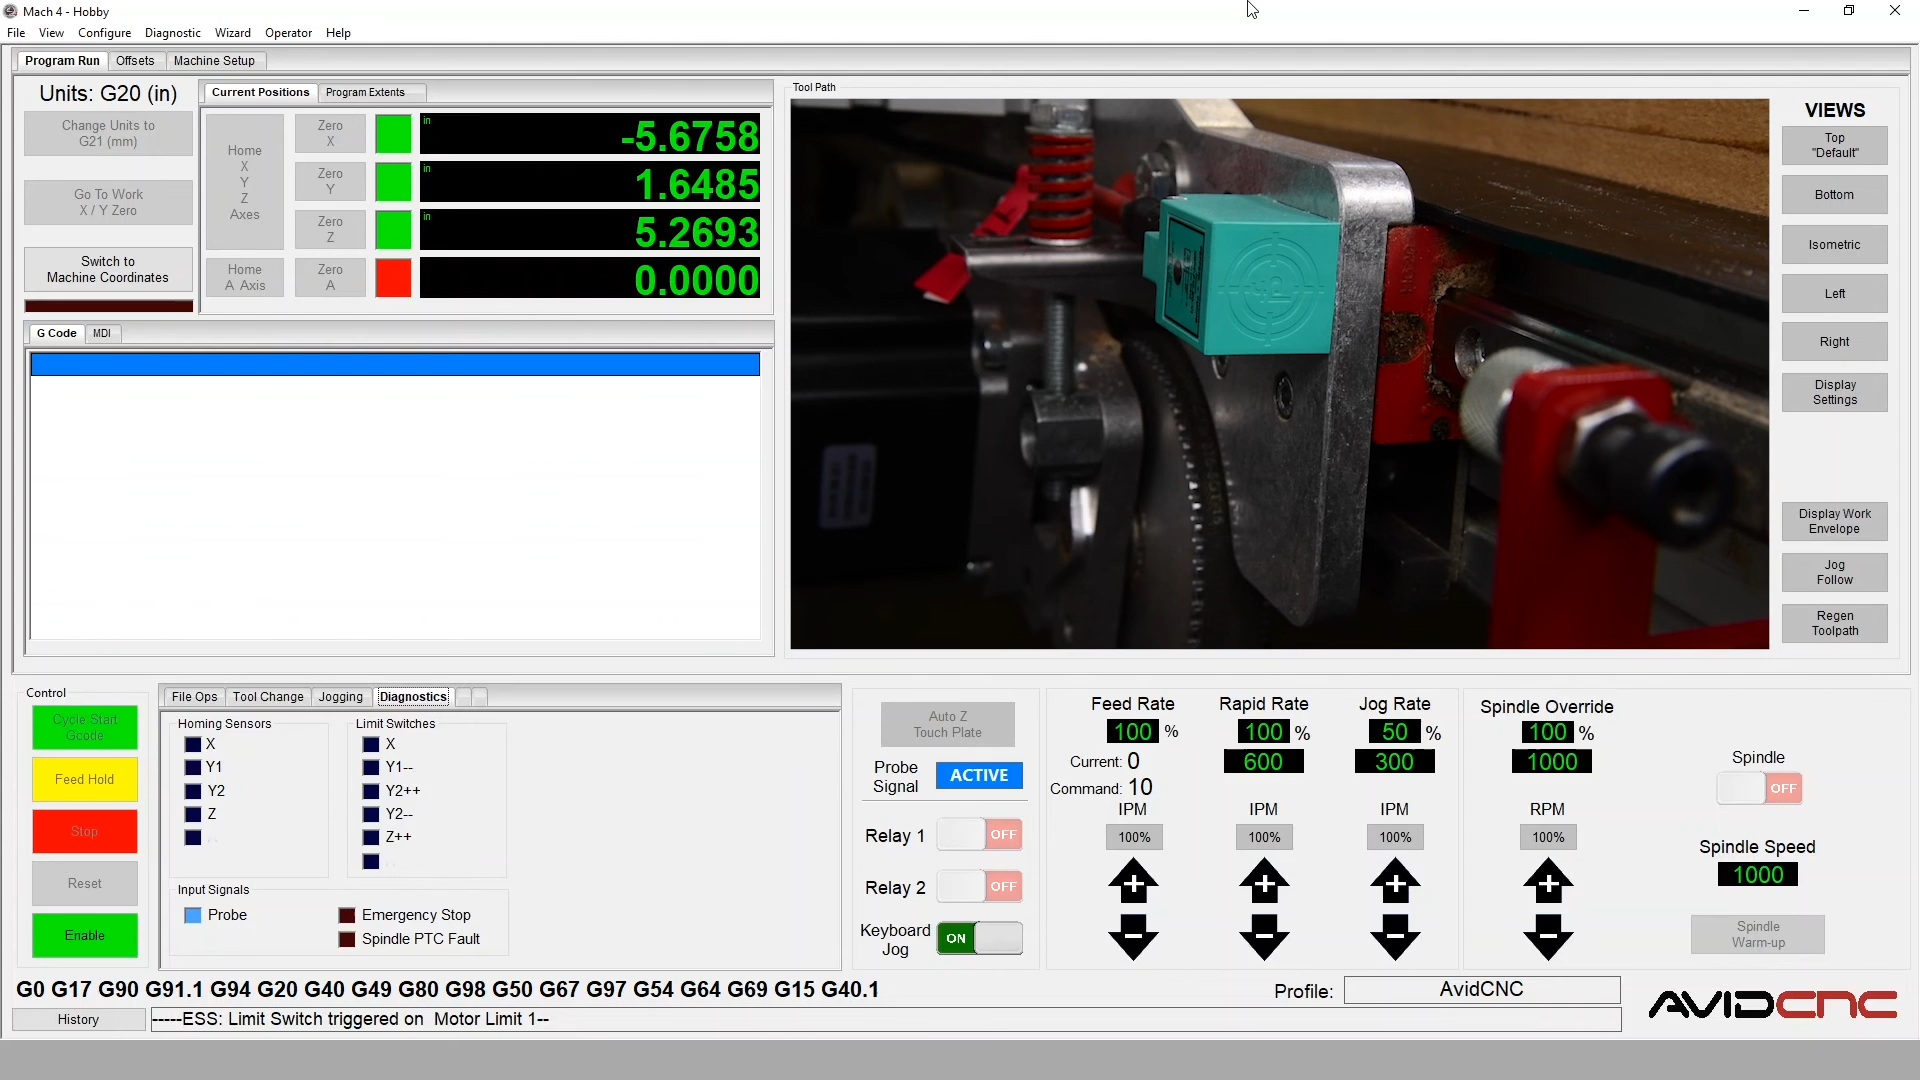 Mach 4 - Hobby
File View Configure Diagnostic Wizard Operator Help
Program Run Offsets Machine Setup
Units: G20 (in)
Change Units to
G21 (mm)
Go To Work
X / Y Zero
Switch to
Machine Coordinates
Current Positions Program Extents
Home
X
Y
Z
Axes
Home
A Axis
Zero
X
in
-5.6758
Zero
Y
in
1.6485
Zero
Z
in
5.2693
Zero
A
0.0000
G Code MDI
Tool Path
VIEWS
Top
"Default"
Bottom
Isometric
Left
Right
Display
Settings
Display Work
Envelope
Jog
Follow
Regen
Toolpath
Control
Cycle Start
Gcode
Feed Hold
Stop
Reset
Enable
File Ops Tool Change Jogging Diagnostics
Homing Sensors
X
Y1
Y2
Z
Limit Switches
X
Y1--
Y2++
Y2--
Z++
Input Signals
Probe
Emergency Stop
Spindle PTC Fault
Auto Z
Touch Plate
Probe
Signal
ACTIVE
Relay 1 OFF
Relay 2 OFF
Keyboard
Jog
ON
Feed Rate
100 %
Current: 0
Command: 10
IPM
100%
Rapid Rate
100 %
600
IPM
100%
Jog Rate
50 %
300
IPM
100%
Spindle Override
100 %
1000
RPM
100%
Spindle
OFF
Spindle Speed
1000
Spindle
Warm-up
G0 G17 G90 G91.1 G94 G20 G40 G49 G80 G98 G50 G67 G97 G54 G64 G69 G15 G40.1
Profile: AvidCNC
AVIDCNC
History
-----ESS: Limit Switch triggered on Motor Limit 1--